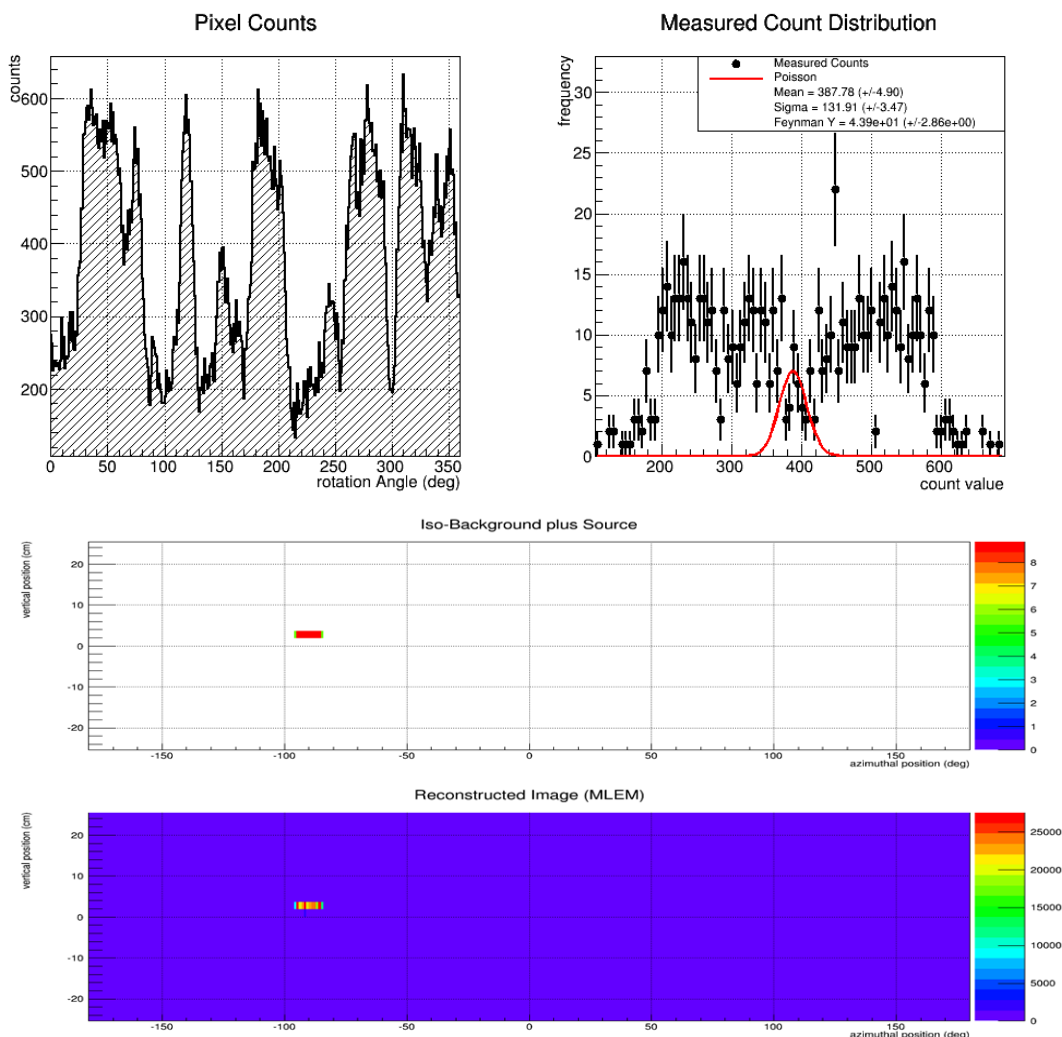 Pixel Counts
counts
600
500
400
300
200
0 50 100 150 200 250 300 350
rotation Angle (deg)
Measured Count Distribution
frequency
Measured Counts
Poisson
Mean = 387.78 (+/-4.90)
Sigma = 131.91 (+/-3.47)
Feynman Y = 4.39e+01 (+/-2.86e+00)
30
25
20
15
10
5
0
200 300 400 500 600
count value
Iso-Background plus Source
vertical position (cm)
20
10
0
-10
-20
-150 -100 -50 0 50 100 150
azimuthal position (deg)
8
7
6
5
4
3
2
1
0
Reconstructed Image (MLEM)
vertical position (cm)
20
10
0
-10
-20
-150 -100 -50 0 50 100 150
azimuthal position (deg)
25000
20000
15000
10000
5000
0